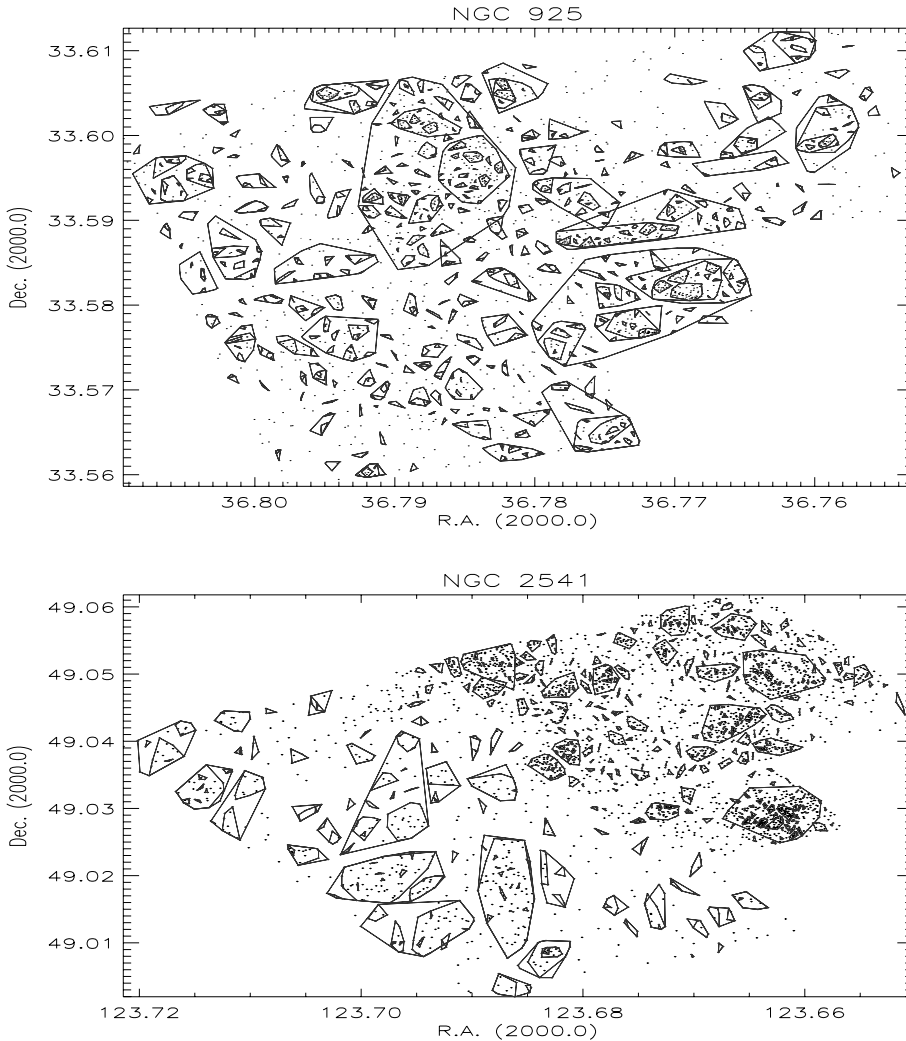 NGC 925
33.61
33.60
33.59
33.58
33.57
33.56
Dec. (2000.0)
36.80 36.79 36.78 36.77 36.76
R.A. (2000.0)
NGC 2541
49.06
49.05
49.04
49.03
49.02
49.01
Dec. (2000.0)
123.72 123.70 123.68 123.66
R.A. (2000.0)